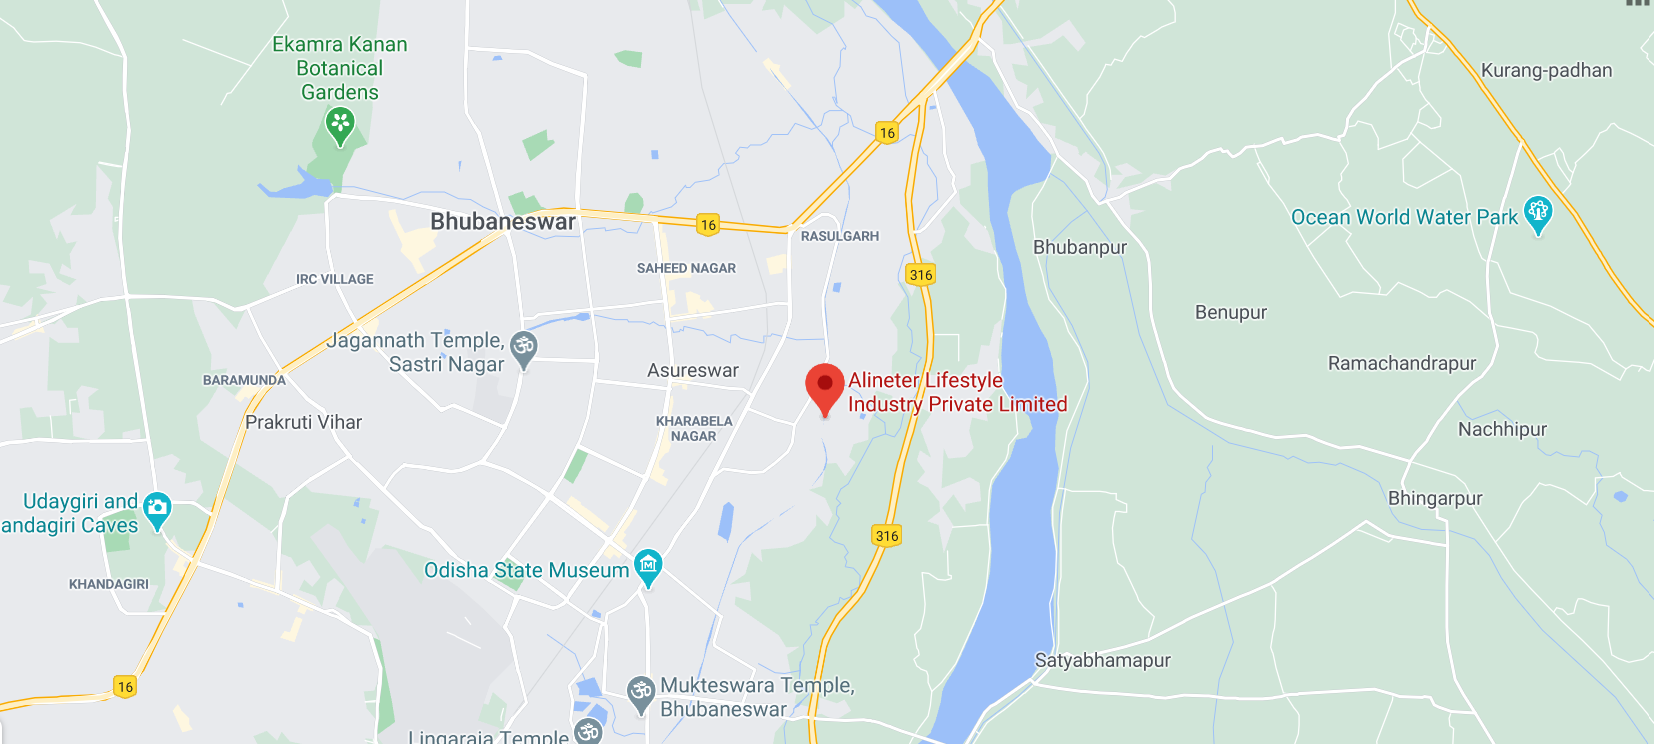 Ekamra Kanan
Botanical
Gardens
Kurang-padhan
16
Bhubaneswar
16
RASULGARH
Ocean World Water Park
Bhubanpur
IRC VILLAGE
SAHEED NAGAR
316
Benupur
Jagannath Temple,
Sastri Nagar
Asureswar
Ramachandrapur
BARAMUNDA
Alineter Lifestyle
Industry Private Limited
Prakruti Vihar
KHARABELA
NAGAR
Nachhipur
Udaygiri and
andagiri Caves
Bhingarpur
316
KHANDAGIRI
Odisha State Museum
Satyabhamapur
16
Mukteswara Temple,
Bhubaneswar
Lingaraja Temple